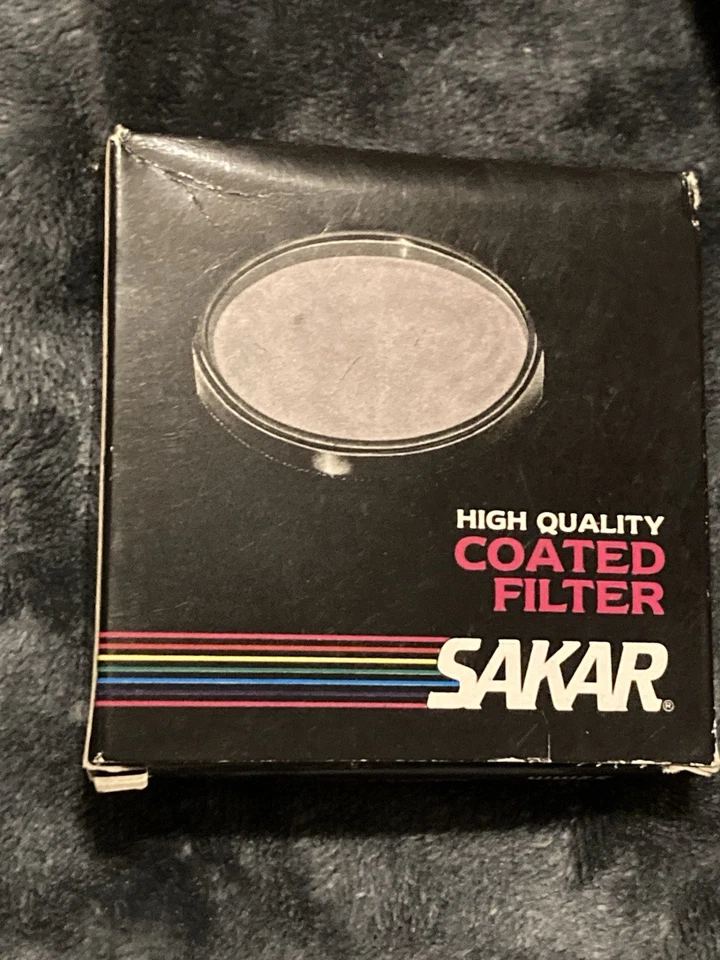 HIGH QUALITY
COATED
FILTER
SAKAR®